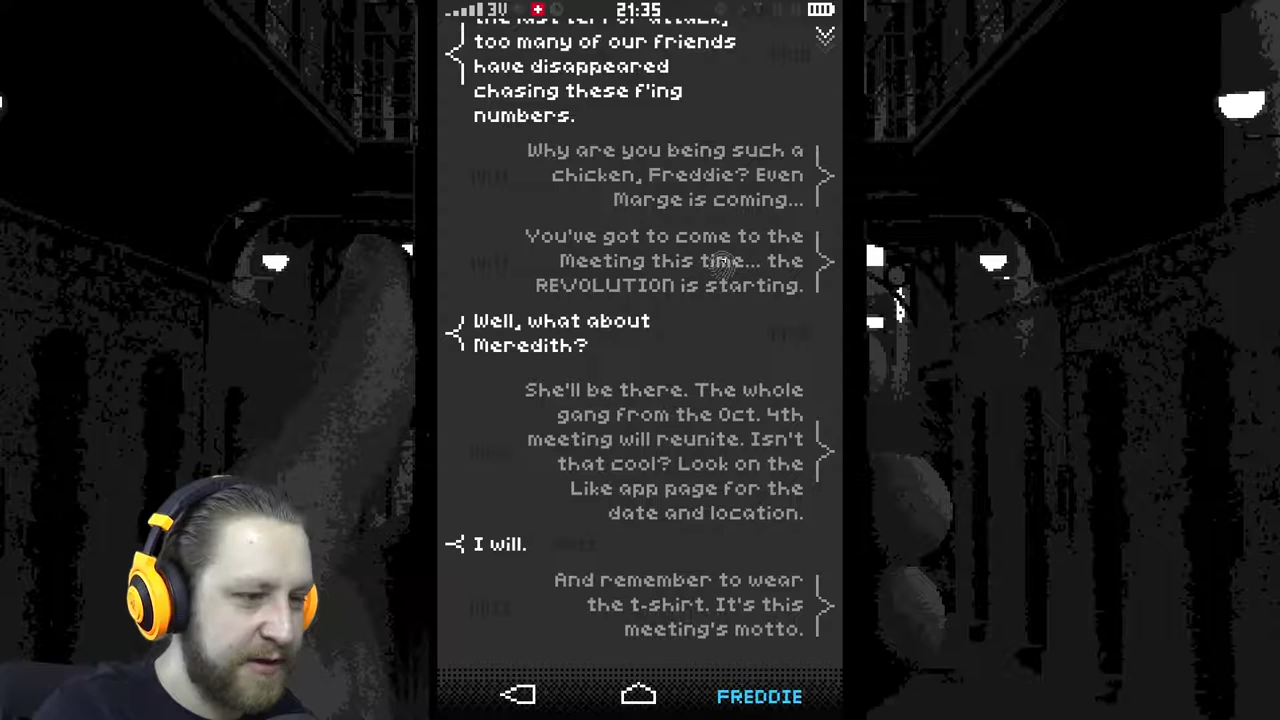 3V
21:35
too many of our friends
have disappeared
chasing these f'ing
numbers.
Why are you being such a
chicken, Freddie? Even
Marge is coming...
You've got to come to the
Meeting this time... the
REVOLUTION is starting.
Well, what about
Meredith?
She'll be there. The whole
gang from the Oct. 4th
meeting will reunite. Isn't
that cool? Look on the
Like app page for the
date and location.
I will.
And remember to wear
the t-shirt. It's this
meeting's motto.
FREDDIE